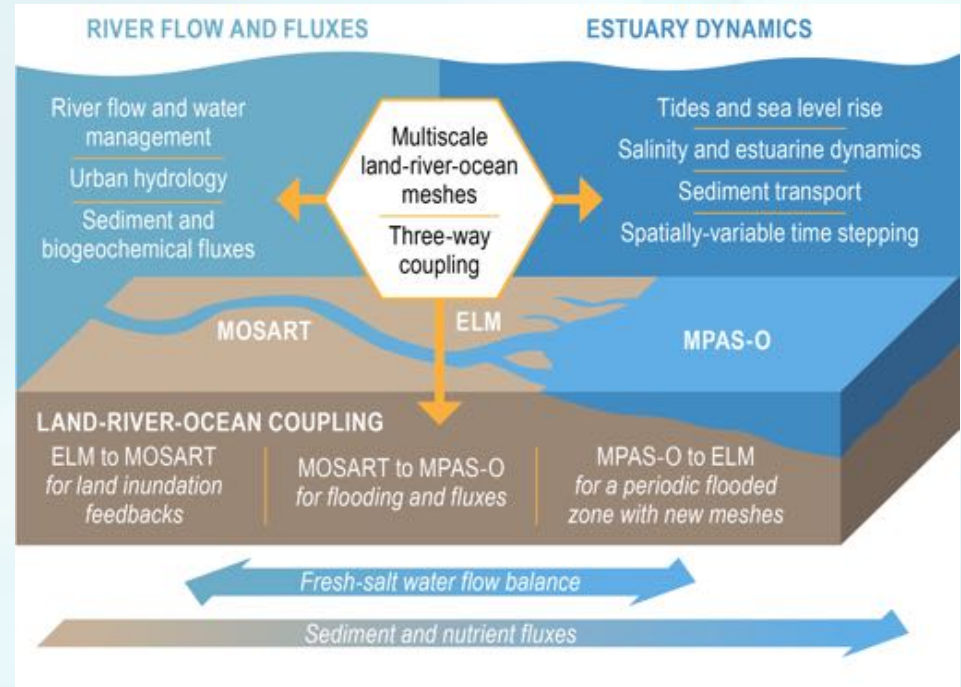 RIVER FLOW AND FLUXES
ESTUARY DYNAMICS
River flow and water
management
Urban hydrology
Sediment and
biogeochemical fluxes
Multiscale
land-river-ocean
meshes
Three-way
coupling
Tides and sea level rise
Salinity and estuarine dynamics
Sediment transport
Spatially-variable time stepping
MOSART
ELM
MPAS-O
LAND-RIVER-OCEAN COUPLING
ELM to MOSART
for land inundation
feedbacks
MOSART to MPAS-O
for flooding and fluxes
MPAS-O to ELM
for a periodic flooded
zone with new meshes
Fresh-salt water flow balance
Sediment and nutrient fluxes